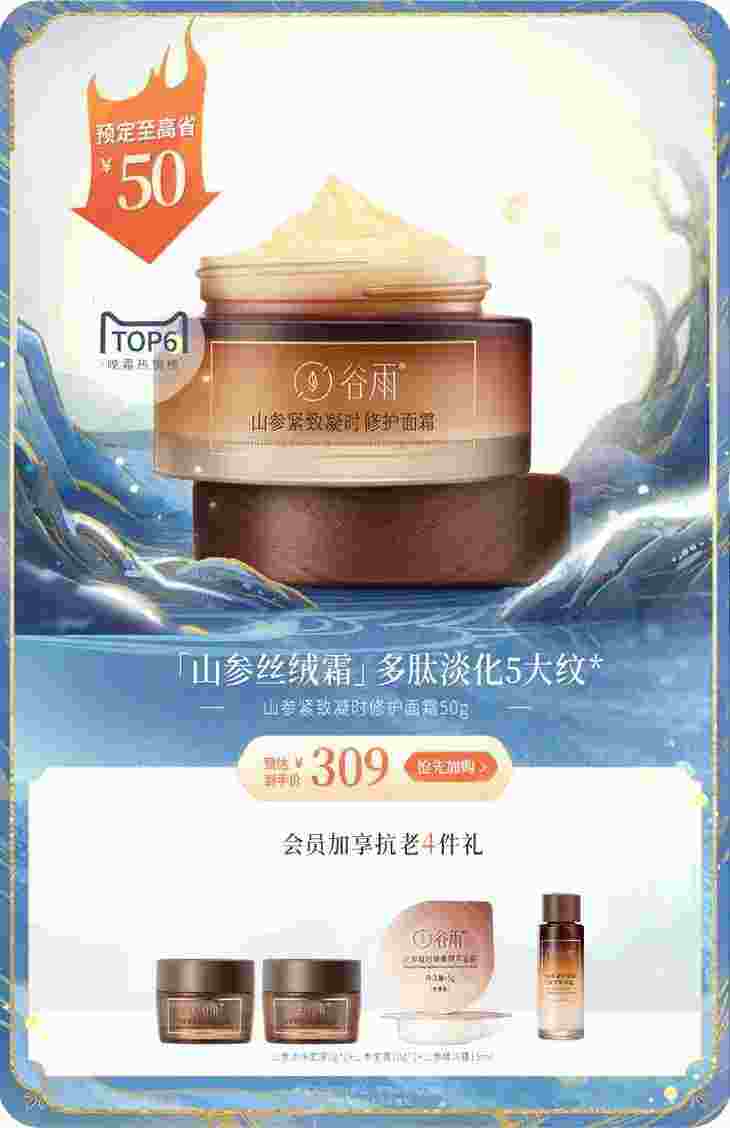 预定至高省
¥50
TOP6
晚霜热销榜
谷雨
山参紧致凝时修护面霜
「山参丝绒霜」多肽淡化5大纹*
山参紧致凝时修护面霜50g
预估到手价 ¥309 抢先加购 >
会员加享抗老4件礼
谷雨